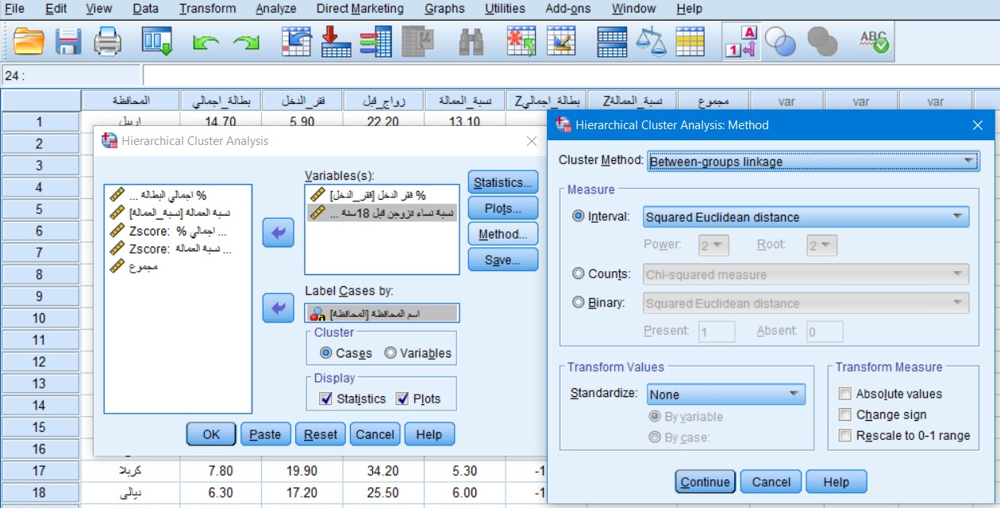 File Edit View Data Transform Analyze Direct Marketing Graphs Utilities Add-ons Window Help
24 :
المحافظة بطالة_اجمالي فقر_الدخل زواج_قبل نسبة_العمالة Zبطالة_اجمالي Zنسبة_العمالة مجموع var var var
1 اربيل 14.70 5.90 22.20 13.10
2
3
4
5
6
7
8
9
10
11
12
13
14
15
16
17 كربلا 7.80 19.90 34.20 5.30 -1
18 ديالى 6.30 17.20 25.50 6.00 -1
Hierarchical Cluster Analysis
% اجمالي البطالة ...
نسبة العمالة [نسبة_العمالة]
Zscore: % اجمالي ...
Zscore: نسبة العمالة ...
مجموع
Variables(s):
% فقر الدخل [فقر_الدخل]
نسبة نساء تزوجن قبل 18سنة ...
Label Cases by:
اسم المحافظة [المحافظة]
Cluster
Cases Variables
Display
Statistics Plots
Statistics...
Plots...
Method...
Save...
OK Paste Reset Cancel Help
Hierarchical Cluster Analysis: Method
Cluster Method: Between-groups linkage
Measure
Interval: Squared Euclidean distance
Power: 2 Root: 2
Counts: Chi-squared measure
Binary: Squared Euclidean distance
Present: 1 Absent: 0
Transform Values
Standardize: None
By variable
By case:
Transform Measure
Absolute values
Change sign
Rescale to 0-1 range
Continue Cancel Help
A
1
ABC